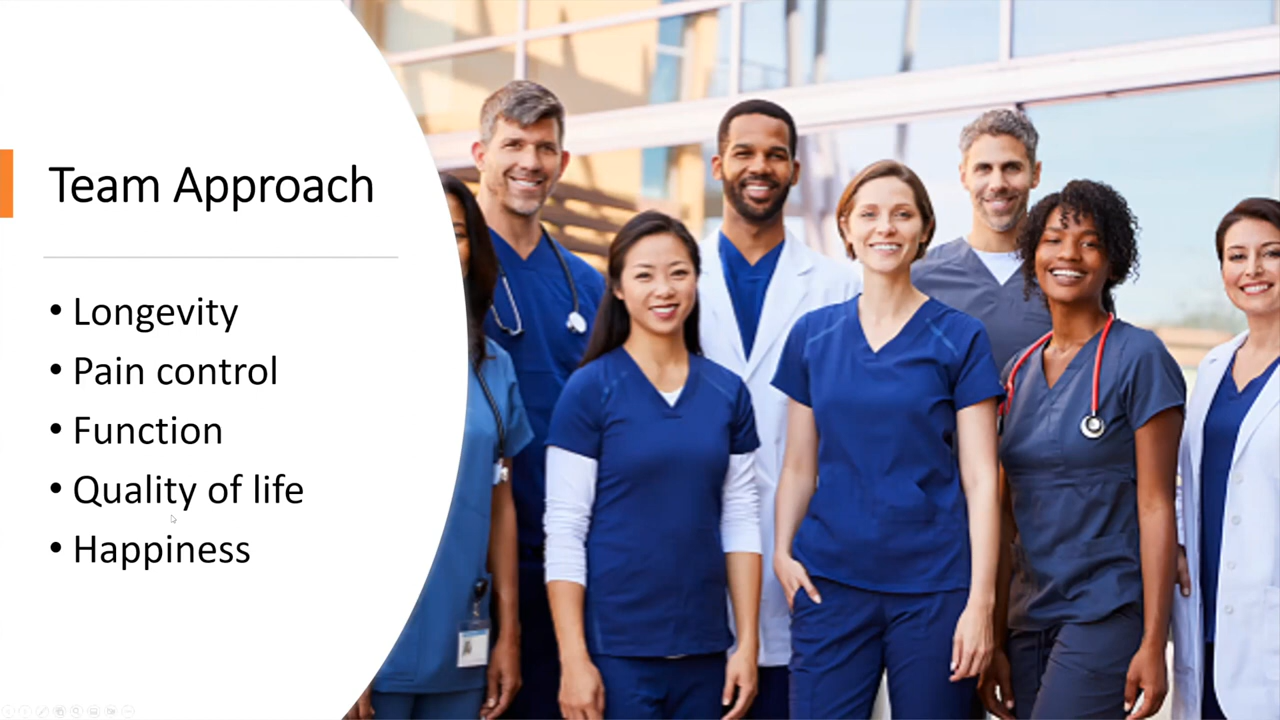 Team Approach
• Longevity
• Pain control
• Function
• Quality of life
• Happiness